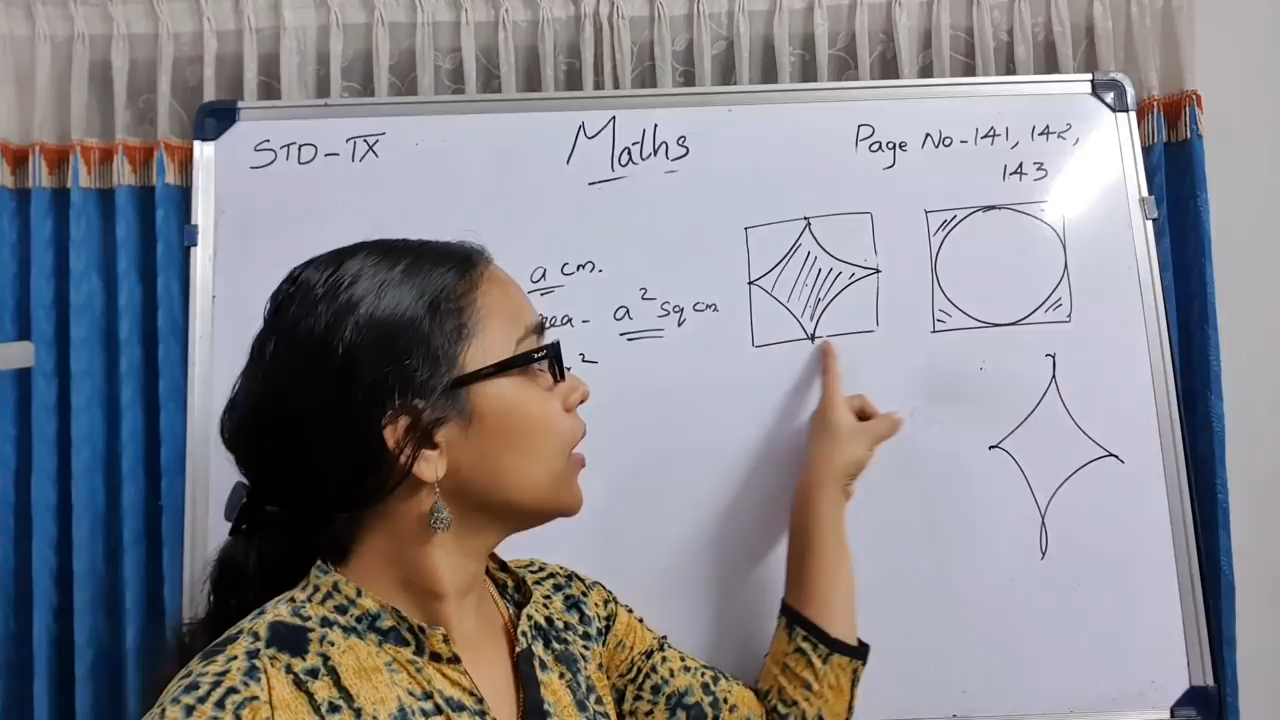 STD-IX
Maths
Page No-141, 142,
143
a cm.
a² sq cm